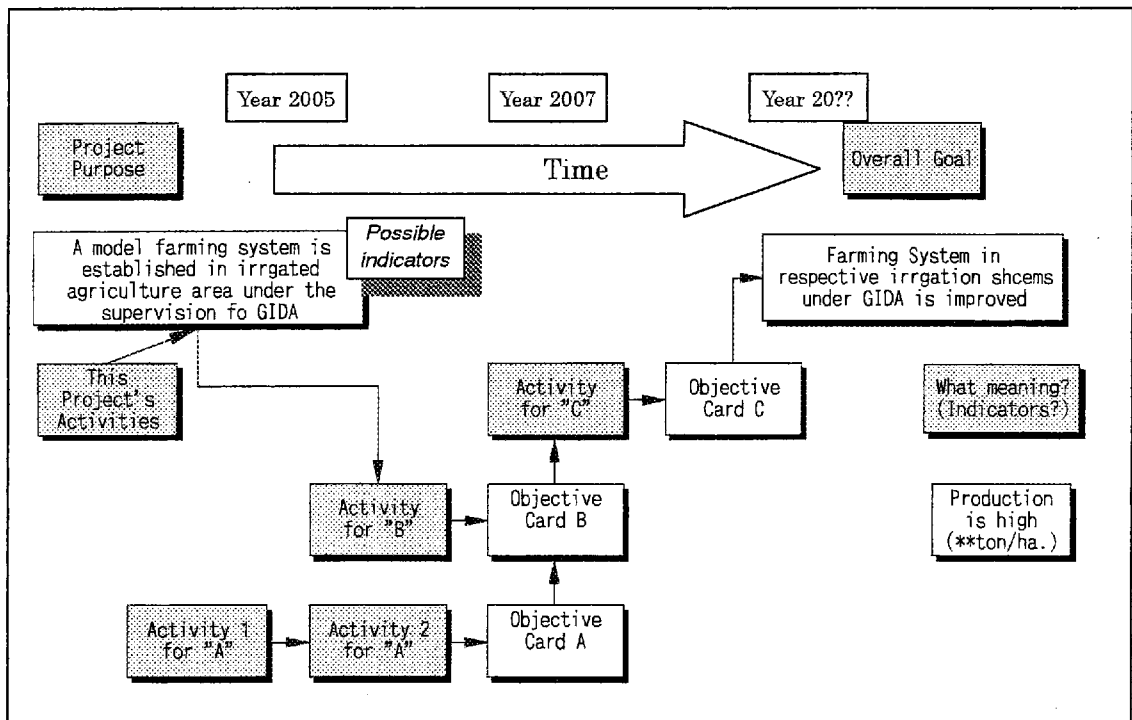 Year 2005
Year 2007
Year 20??
Project
Purpose
Time
Overall Goal
A model farming system is
established in irrgated
agriculture area under the
supervision fo GIDA
Possible
indicators
Farming System in
respective irrgation shcems
under GIDA is improved
This
Project's
Activities
Activity
for "C"
Objective
Card C
What meaning?
(Indicators?)
Activity
for "B"
Objective
Card B
Production
is high
(**ton/ha.)
Activity 1
for "A"
Activity 2
for "A"
Objective
Card A